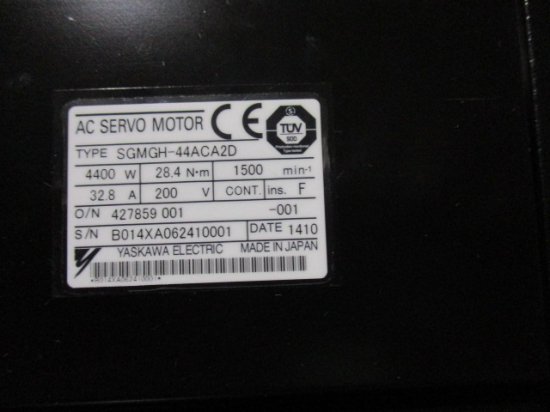 AC SERVO MOTOR CE
TÜV
TYPE SGMGH-44ACA2D
4400 W 28.4 N·m 1500 min-1
32.8 A 200 V CONT. ins. F
O/N 427859 001 -001
S/N B014XA062410001 DATE 1410
YASKAWA ELECTRIC MADE IN JAPAN
*B014XA062410001*